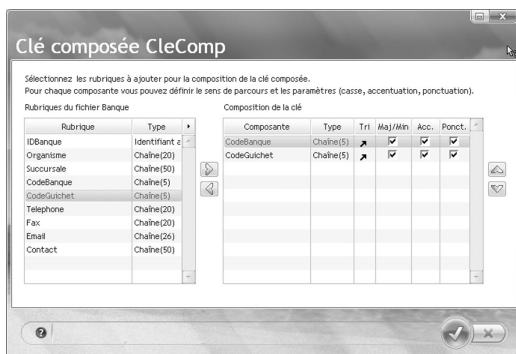 Clé composée CleComp
Sélectionnez les rubriques à ajouter pour la composition de la clé composée.
Pour chaque composante vous pouvez définir le sens de parcours et les paramètres (casse, accentuation, ponctuation).
Rubriques du fichier Banque
Composition de la clé
Rubrique Type
IDBanque Identifiant a
Organisme Chaîne(20)
Succursale Chaîne(50)
CodeBanque Chaîne(5)
CodeGuichet Chaîne(5)
Telephone Chaîne(20)
Fax Chaîne(20)
Email Chaîne(26)
Contact Chaîne(50)
Composante Type Tri Maj/Min Acc. Ponct.
CodeBanque Chaîne(5)
CodeGuichet Chaîne(5)